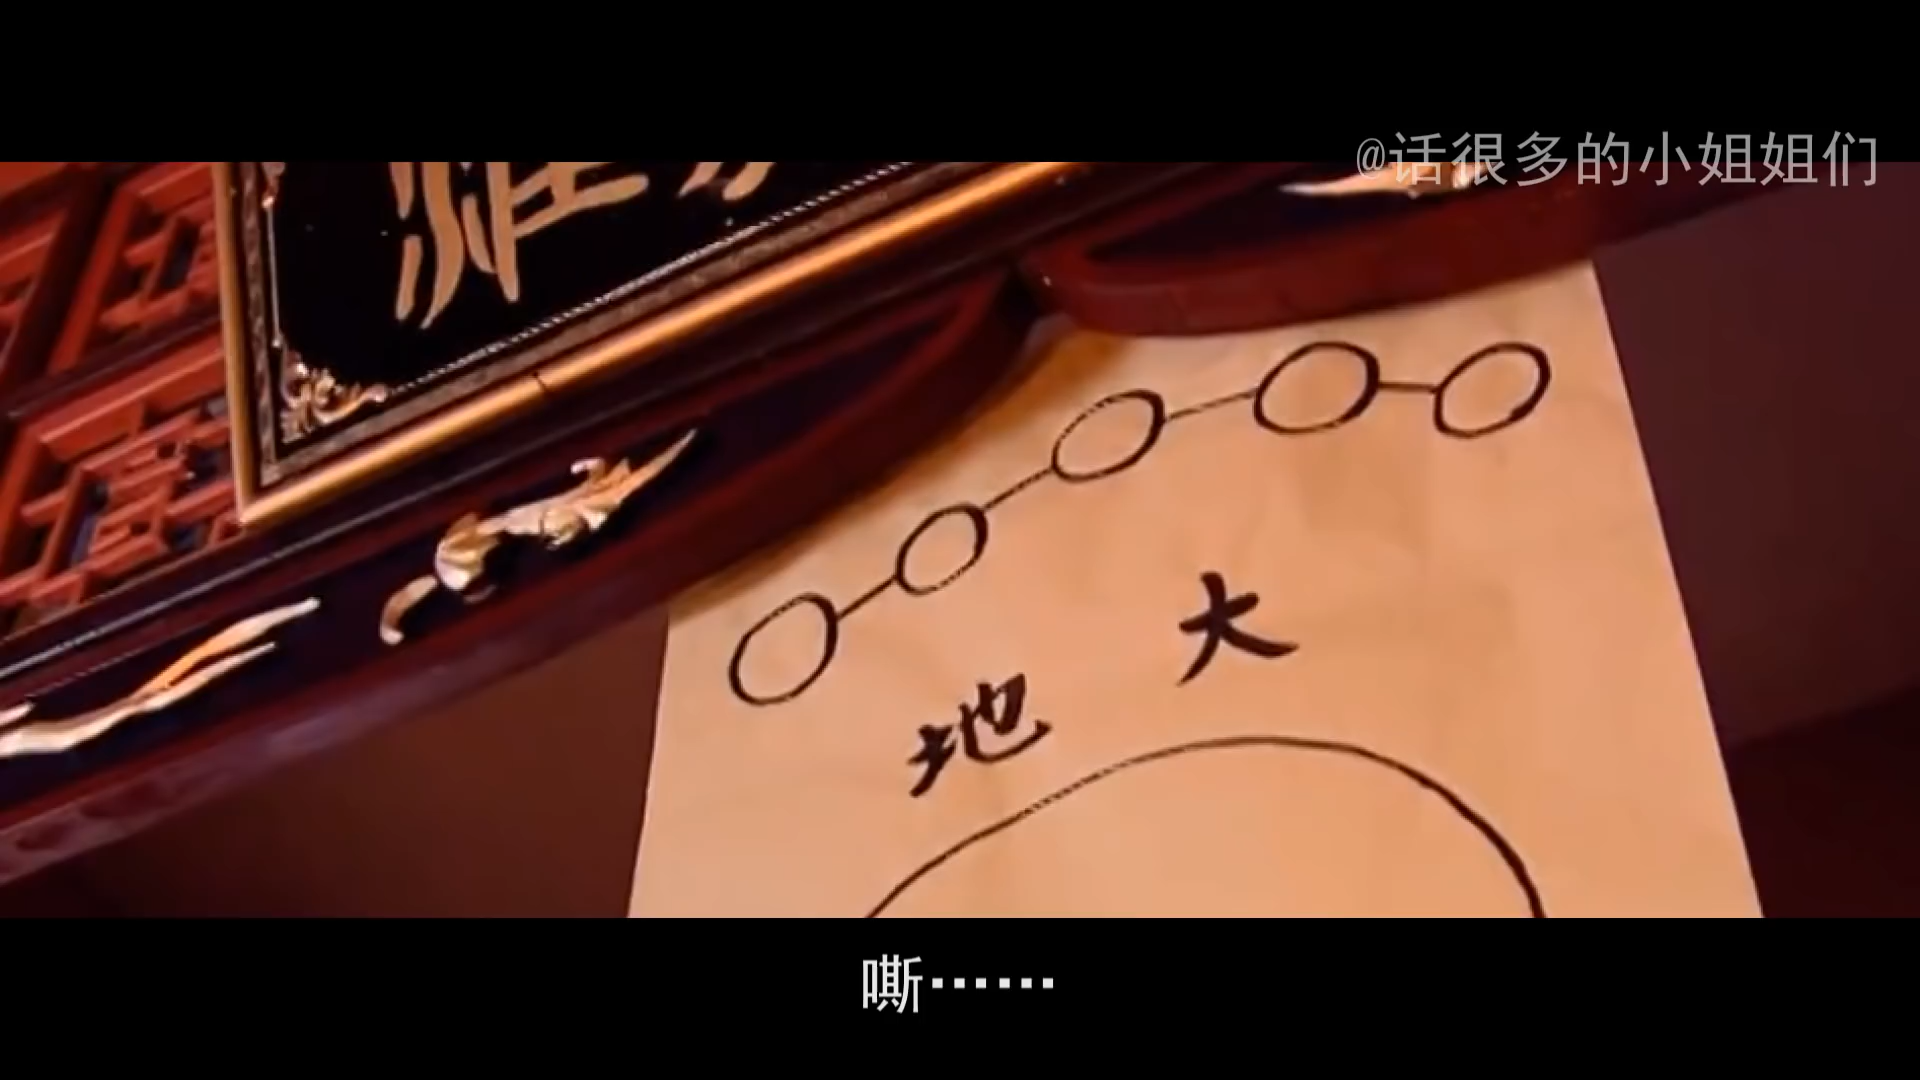 @话很多的小姐姐们
大
地
嘶……